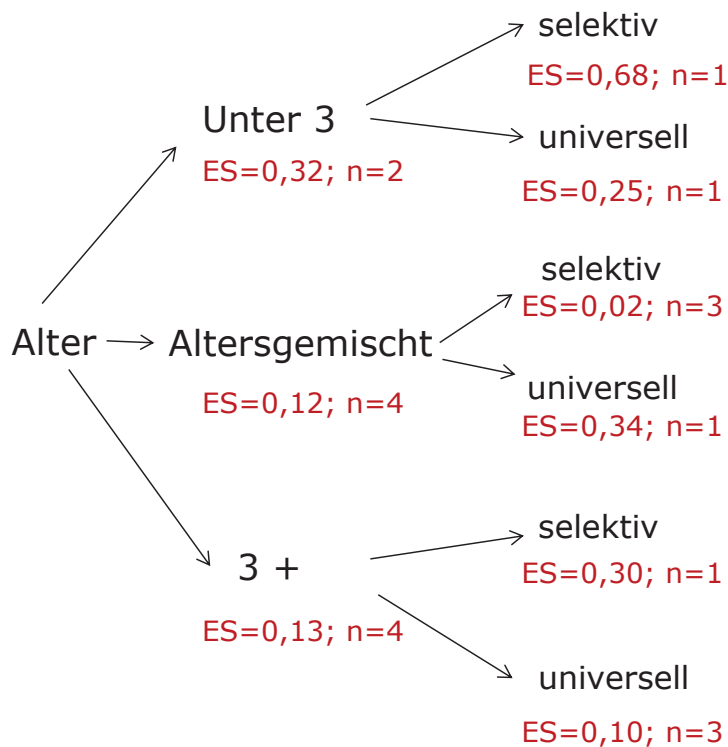 selektiv
ES=0,68; n=1
Unter 3
ES=0,32; n=2
universell
ES=0,25; n=1
selektiv
ES=0,02; n=3
Alter
Altersgemischt
ES=0,12; n=4
universell
ES=0,34; n=1
selektiv
ES=0,30; n=1
3 +
ES=0,13; n=4
universell
ES=0,10; n=3